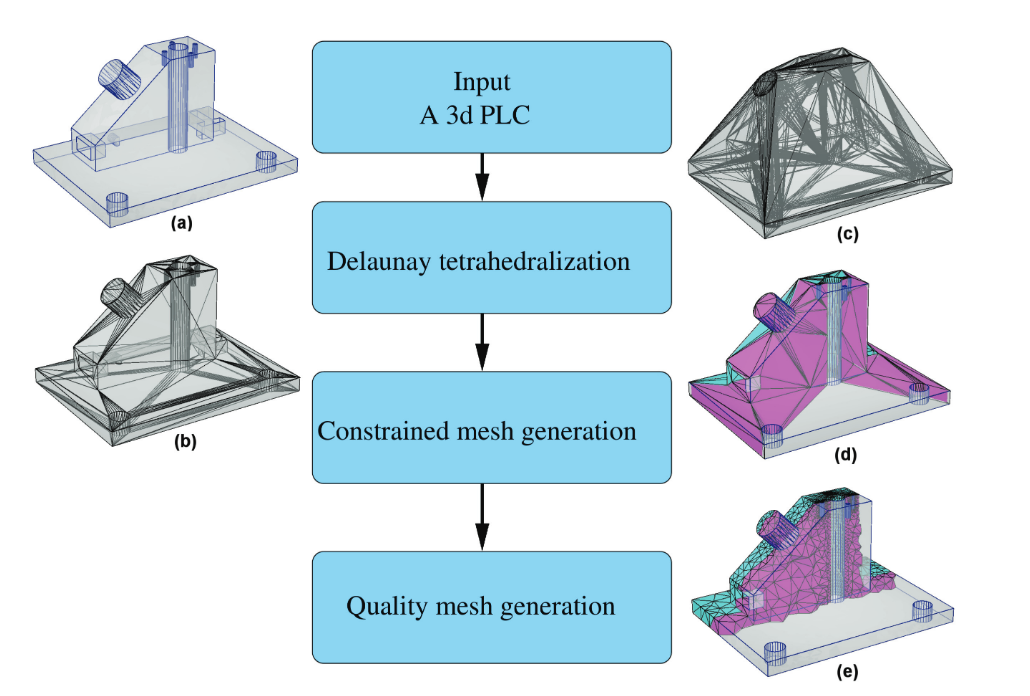 Input
A 3d PLC
Delaunay tetrahedralization
Constrained mesh generation
Quality mesh generation
(a)
(b)
(c)
(d)
(e)